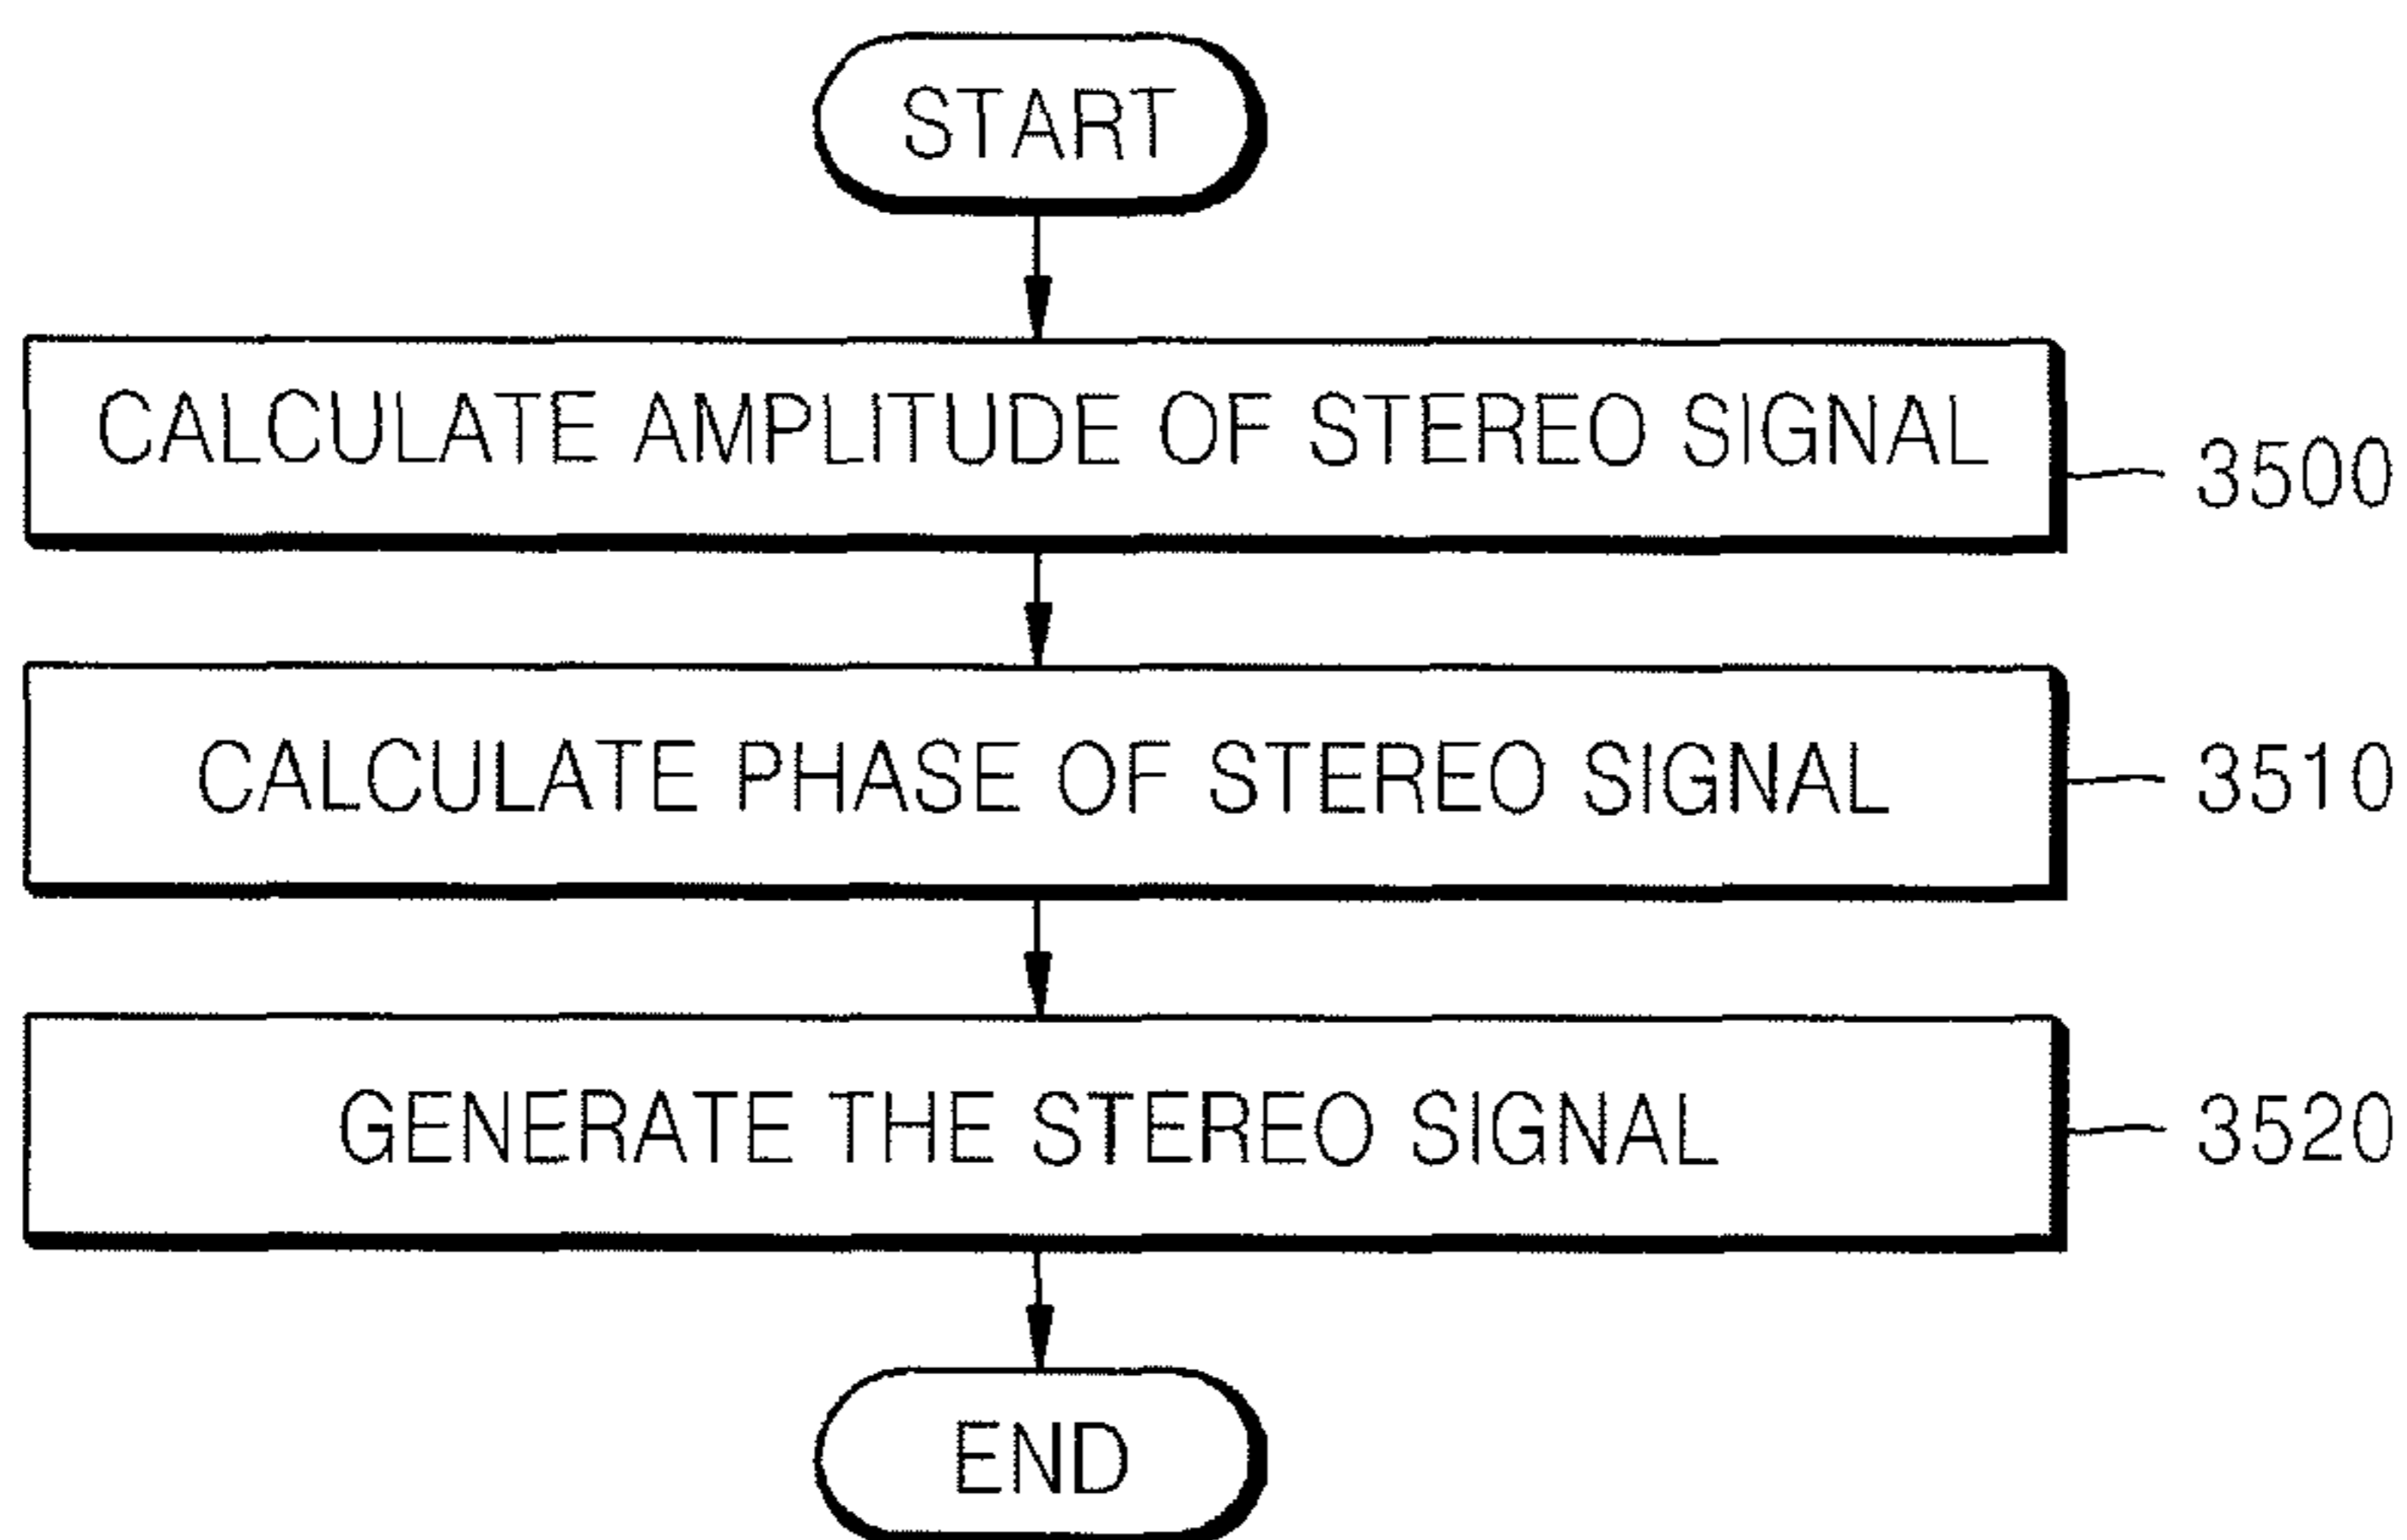 START
CALCULATE AMPLITUDE OF STEREO SIGNAL
3500
CALCULATE PHASE OF STEREO SIGNAL
3510
GENERATE THE STEREO SIGNAL
3520
END